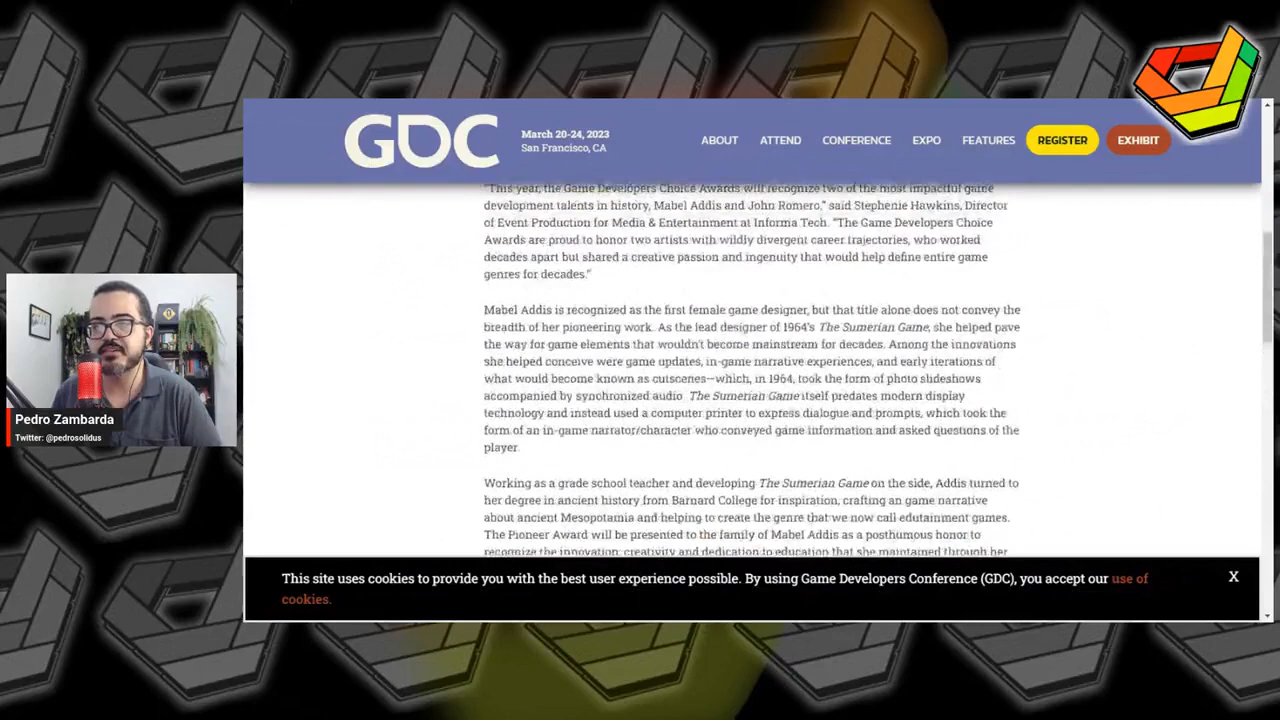 GDC
March 20-24, 2023
San Francisco, CA
ABOUT
ATTEND
CONFERENCE
EXPO
FEATURES
REGISTER
EXHIBIT
"This year, the Game Developers Choice Awards will recognize two of the most impactful game
development talents in history, Mabel Addis and John Romero," said Stephenie Hawkins, Director
of Event Production for Media & Entertainment at Informa Tech. "The Game Developers Choice
Awards are proud to honor two artists with wildly divergent career trajectories, who worked
decades apart but shared a creative passion and ingenuity that would help define entire game
genres for decades."
Mabel Addis is recognized as the first female game designer, but that title alone does not convey the
breadth of her pioneering work. As the lead designer of 1964's The Sumerian Game, she helped pave
the way for game elements that wouldn't become mainstream for decades. Among the innovations
she helped conceive were game updates, in-game narrative experiences, and early iterations of
what would become known as cutscenes—which, in 1964, took the form of photo slideshows
accompanied by synchronized audio. The Sumerian Game itself predates modern display
technology and instead used a computer printer to express dialogue and prompts, which took the
form of an in-game narrator/character who conveyed game information and asked questions of the
player.
Working as a grade school teacher and developing The Sumerian Game on the side, Addis turned to
her degree in ancient history from Barnard College for inspiration, crafting an game narrative
about ancient Mesopotamia and helping to create the genre that we now call edutainment games.
The Pioneer Award will be presented to the family of Mabel Addis as a posthumous honor to
recognize the innovation, creativity and dedication to education that she maintained through her
This site uses cookies to provide you with the best user experience possible. By using Game Developers Conference (GDC), you accept our use of
cookies.
X
Pedro Zambarda
Twitter: @pedrosolidus